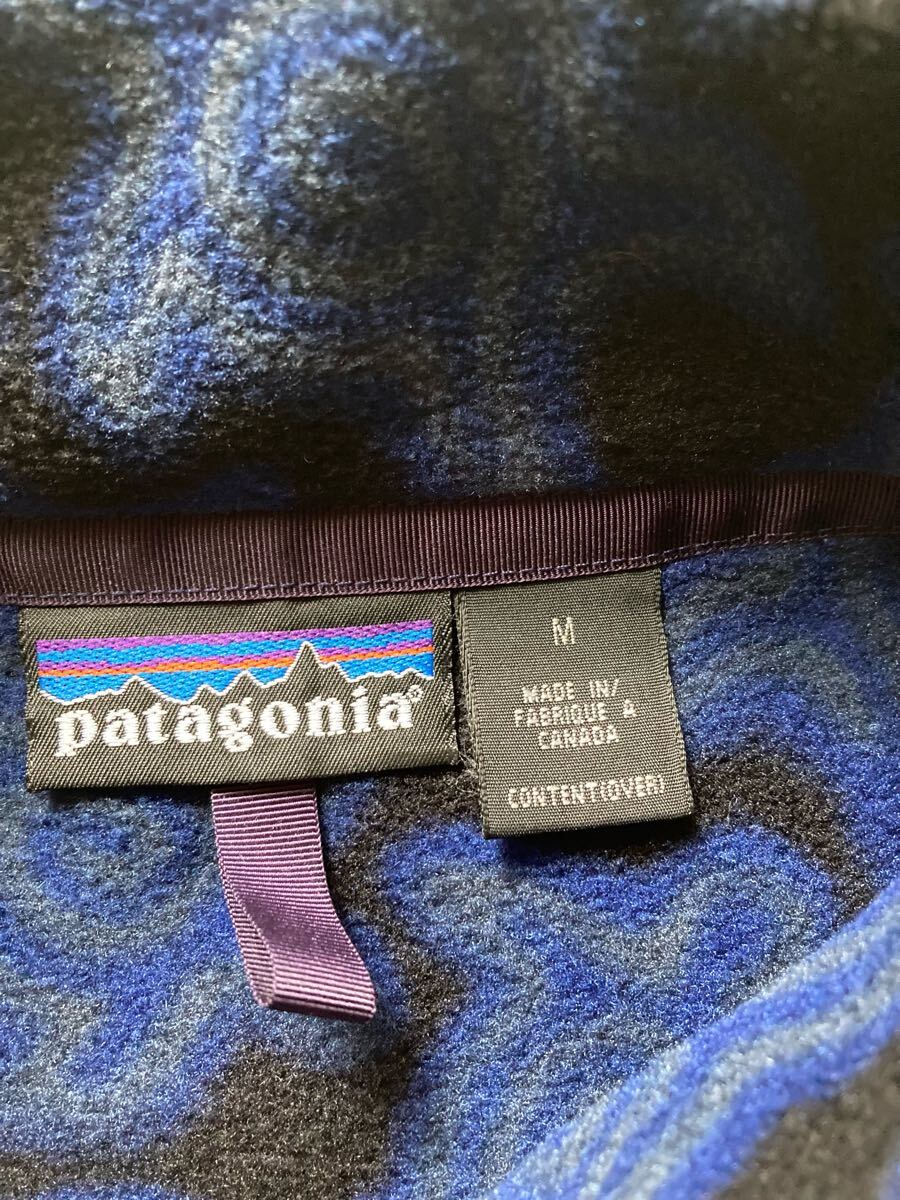 patagonia®
M
MADE IN/
FABRIQUE A
CANADA
CONTENT(OVER)